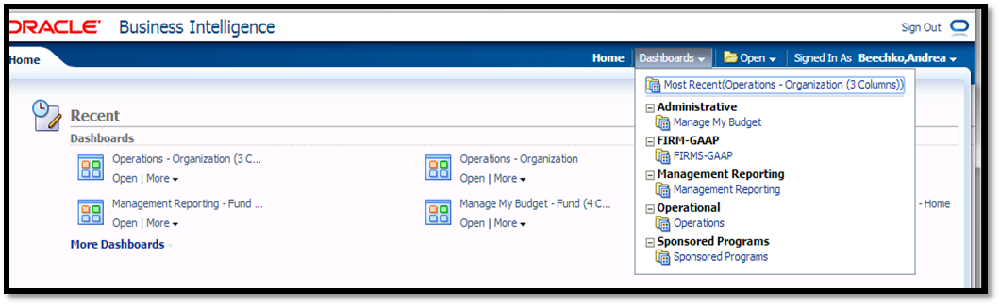 ORACLE Business Intelligence Sign Out
Home Home Dashboards Open Signed In As Beechko,Andrea
Most Recent(Operations - Organization (3 Columns))
Administrative
Manage My Budget
FIRM-GAAP
FIRMS-GAAP
Management Reporting
Management Reporting
Operational
Operations
Sponsored Programs
Sponsored Programs
Recent
Dashboards
Operations - Organization (3 C...
Open | More
Operations - Organization
Open | More
Management Reporting - Fund ...
Open | More
Manage My Budget - Fund (4 C...
Open | More
- Home
More Dashboards